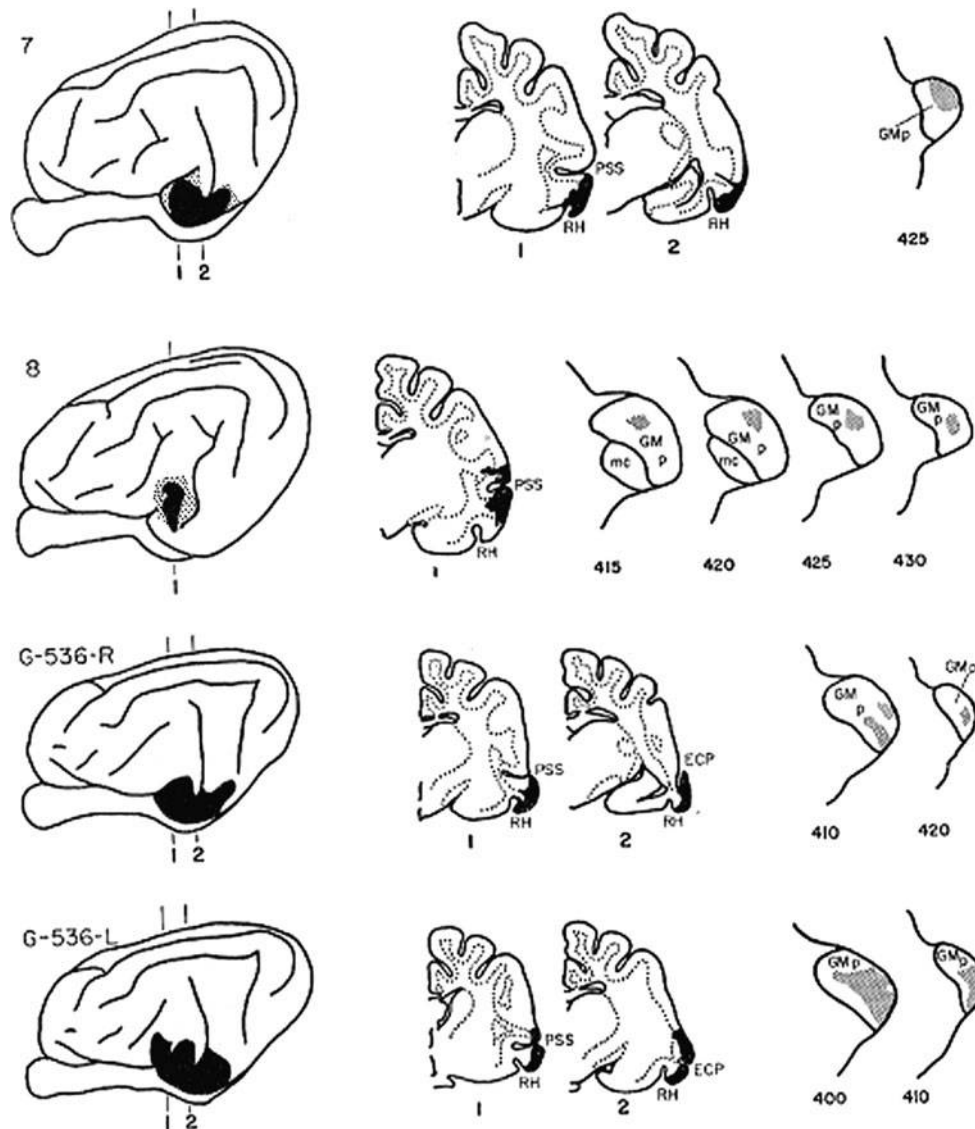 7
PSS
GMp
RH
RH
1
2
425
1 2
8
GM
p
mc
GM
p
mc
GM
p
GM
p
PSS
RH
1
415
420
425
430
1
G-536-R
GM
p
GMp
PSS
ECP
RH
RH
1
2
410
420
1 2
G-536-L
GMp
GMp
PSS
RH
ECP
RH
1
2
400
410
1 2